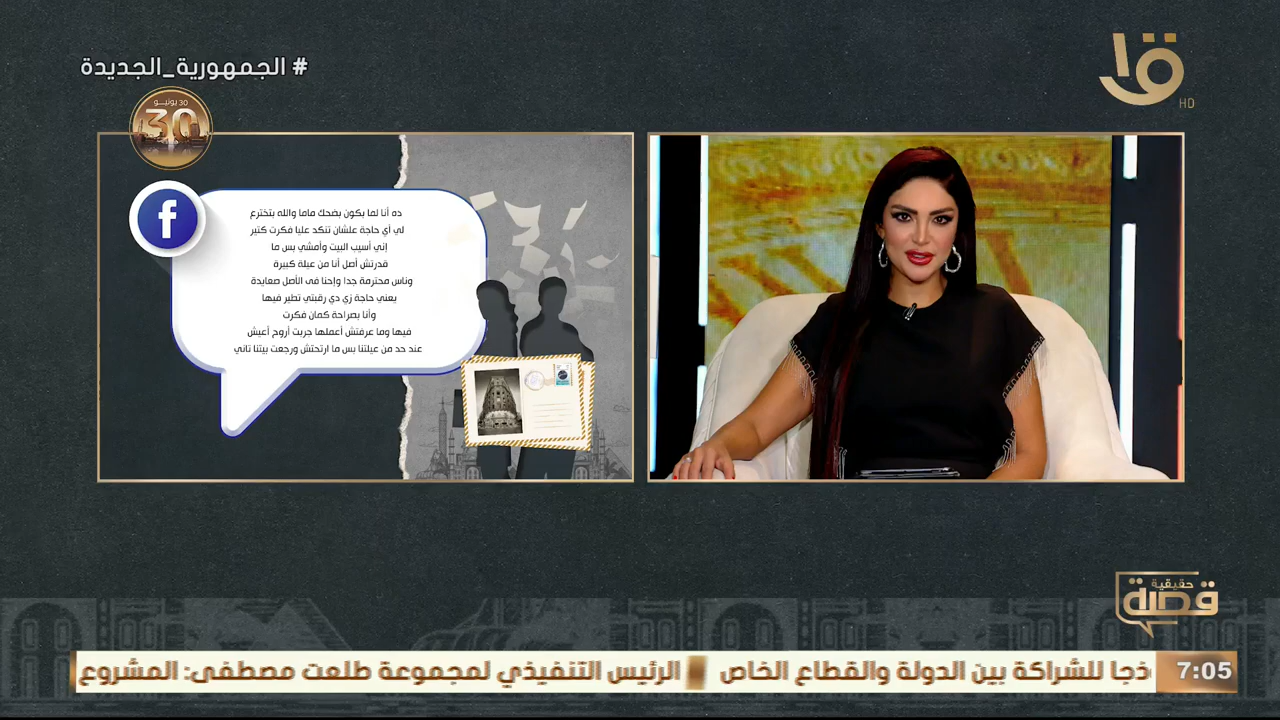 # الجمهورية_الجديدة
30 يونيـــو
30
HD
ده أنا لما بكون بضحك ماما والله بتخترع
لي أي حاجة علشان تنكد عليا فكرت كتير
إني أسيب البيت وأمشي بس ما
قدرتش أصل أنا من عيلة كبيرة
وناس محترمة جدا وإحنا فى الأصل صعايدة
يعني حاجة زي دي رقبتي تطير فيها
وأنا بصراحة كمان فكرت
فيها وما عرفتش أعملها جربت أروح أعيش
عند حد من عيلتنا بس ما ارتحتش ورجعت بيتنا تاني
قصة حقيقية
7:05 ذجا للشراكة بين الدولة والقطاع الخاص الرئيس التنفيذي لمجموعة طلعت مصطفى: المشروع